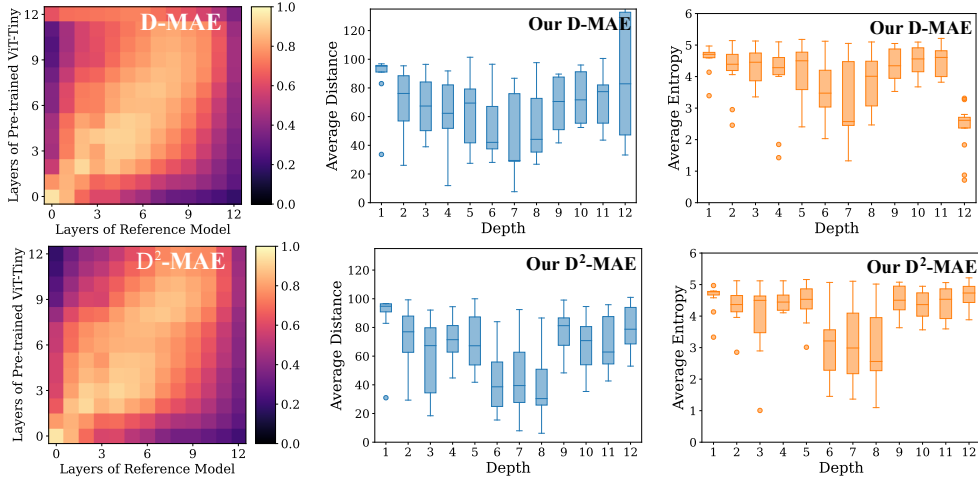 D-MAE
Layers of Pre-trained ViT-Tiny
12
9
6
3
0
0 3 6 9 12
Layers of Reference Model
1.0
0.8
0.6
0.4
0.2
0.0
Our D-MAE
Average Distance
120
100
80
60
40
20
0
1 2 3 4 5 6 7 8 9 10 11 12
Depth
Our D-MAE
Average Entropy
6
5
4
3
2
1
0
1 2 3 4 5 6 7 8 9 10 11 12
Depth
D²-MAE
Layers of Pre-trained ViT-Tiny
12
9
6
3
0
0 3 6 9 12
Layers of Reference Model
1.0
0.8
0.6
0.4
0.2
0.0
Our D²-MAE
Average Distance
120
100
80
60
40
20
0
1 2 3 4 5 6 7 8 9 10 11 12
Depth
Our D²-MAE
Average Entropy
6
5
4
3
2
1
0
1 2 3 4 5 6 7 8 9 10 11 12
Depth